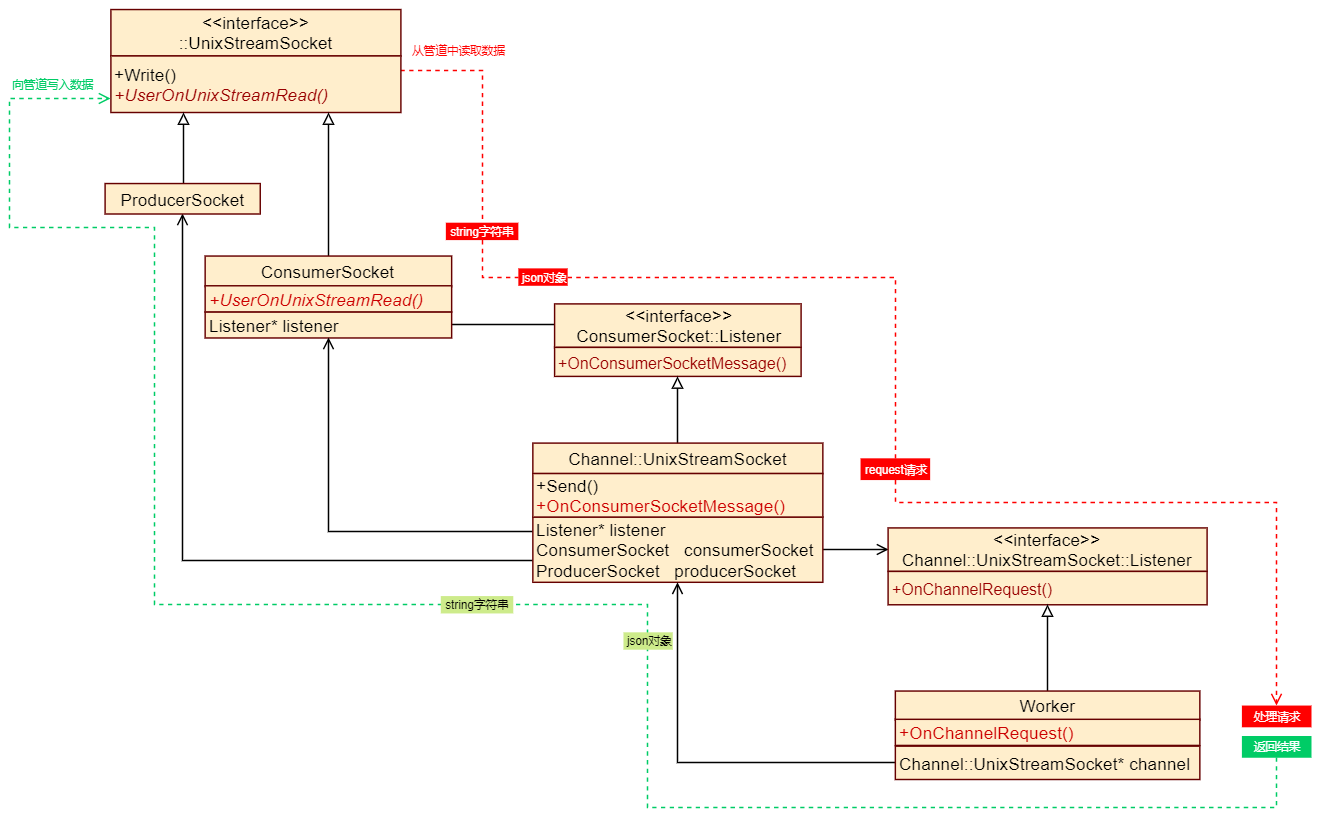 <<interface>>
::UnixStreamSocket
+Write()
+UserOnUnixStreamRead()
从管道中读取数据
向管道写入数据
ProducerSocket
string字符串
ConsumerSocket
+UserOnUnixStreamRead()
Listener* listener
json对象
<<interface>>
ConsumerSocket::Listener
+OnConsumerSocketMessage()
Channel::UnixStreamSocket
+Send()
+OnConsumerSocketMessage()
Listener* listener
ConsumerSocket consumerSocket
ProducerSocket producerSocket
request请求
<<interface>>
Channel::UnixStreamSocket::Listener
+OnChannelRequest()
string字符串
json对象
Worker
+OnChannelRequest()
Channel::UnixStreamSocket* channel
处理请求
返回结果